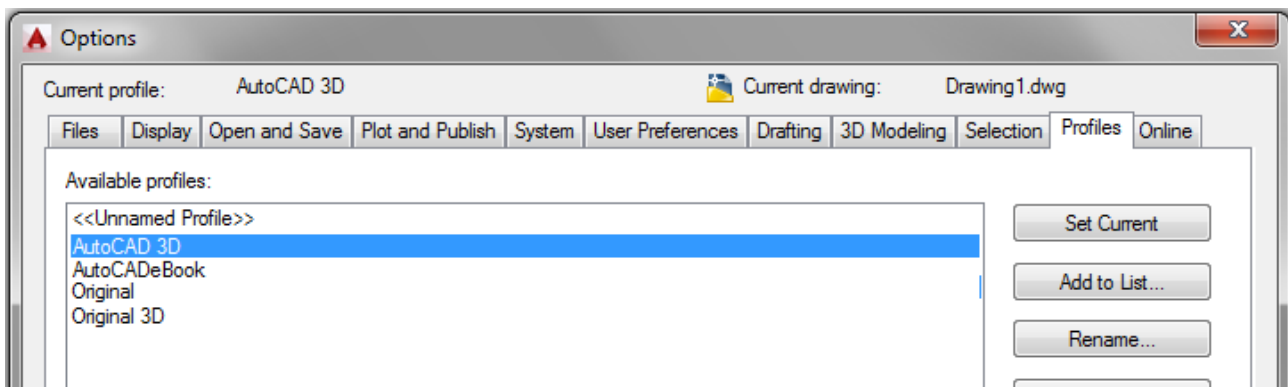 Options
Current profile: AutoCAD 3D Current drawing: Drawing1.dwg
Files Display Open and Save Plot and Publish System User Preferences Drafting 3D Modeling Selection Profiles Online
Available profiles:
<<Unnamed Profile>>
Set Current
AutoCAD 3D
AutoCADeBook
Add to List...
Original
Original 3D
Rename...